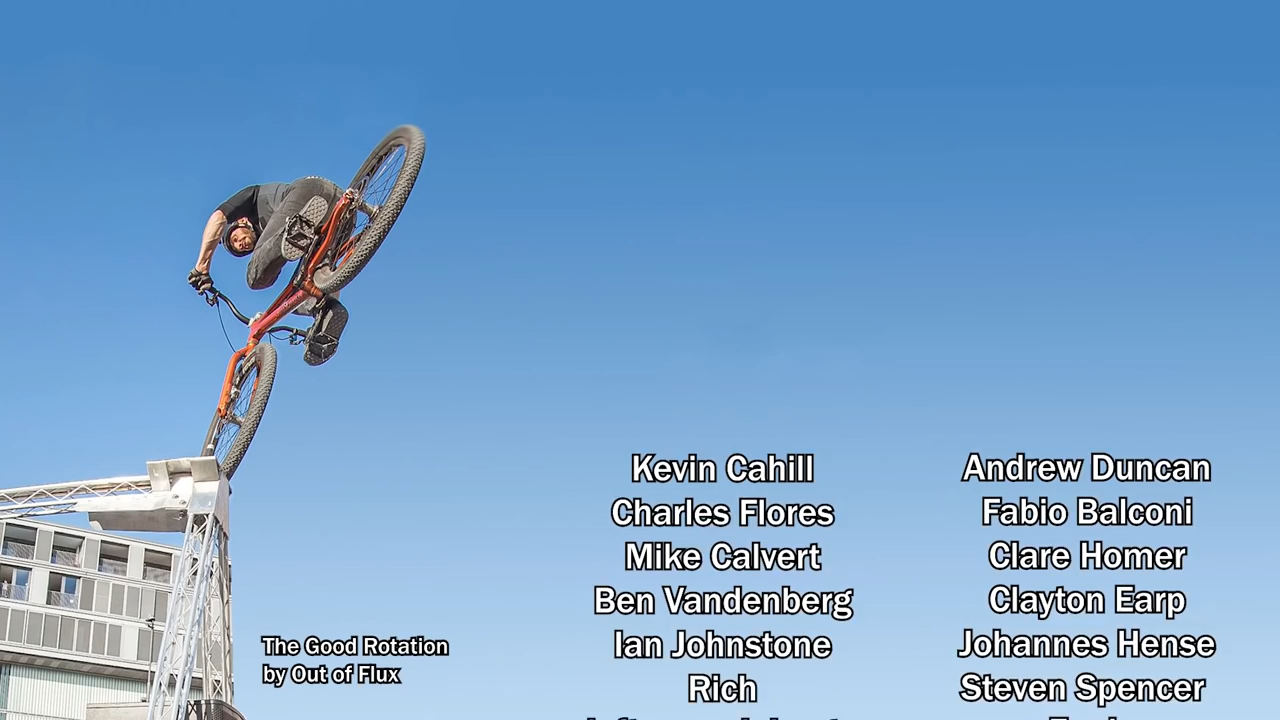 Kevin Cahill
Charles Flores
Mike Calvert
Ben Vandenberg
Ian Johnstone
Rich
Andrew Duncan
Fabio Balconi
Clare Homer
Clayton Earp
Johannes Hense
Steven Spencer
The Good Rotation
by Out of Flux